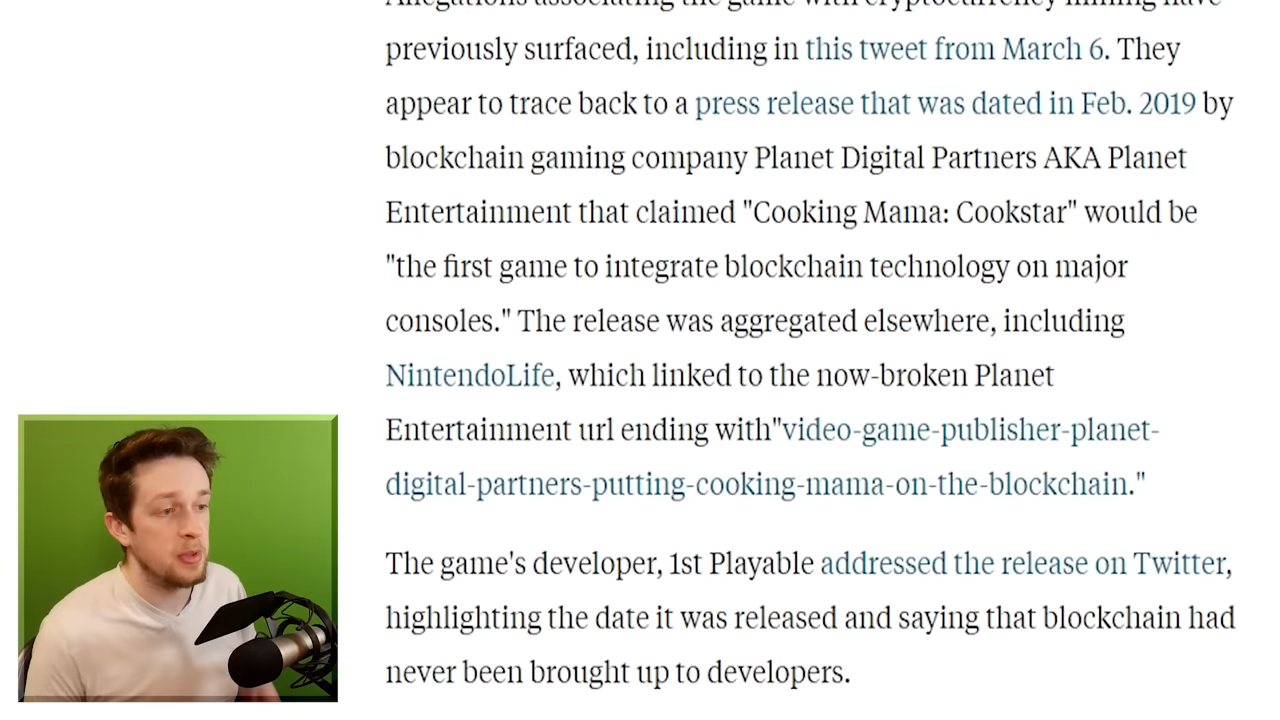 Allegations associating the game with cryptocurrency mining have
previously surfaced, including in this tweet from March 6. They
appear to trace back to a press release that was dated in Feb. 2019 by
blockchain gaming company Planet Digital Partners AKA Planet
Entertainment that claimed "Cooking Mama: Cookstar" would be
"the first game to integrate blockchain technology on major
consoles." The release was aggregated elsewhere, including
NintendoLife, which linked to the now-broken Planet
Entertainment url ending with"video-game-publisher-planet-
digital-partners-putting-cooking-mama-on-the-blockchain."
The game's developer, 1st Playable addressed the release on Twitter,
highlighting the date it was released and saying that blockchain had
never been brought up to developers.